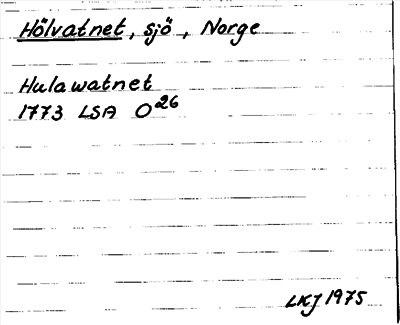 Hölvatnet, sjö, Norge
Hulawatnet
1773 LSA O26
LKJ 1975